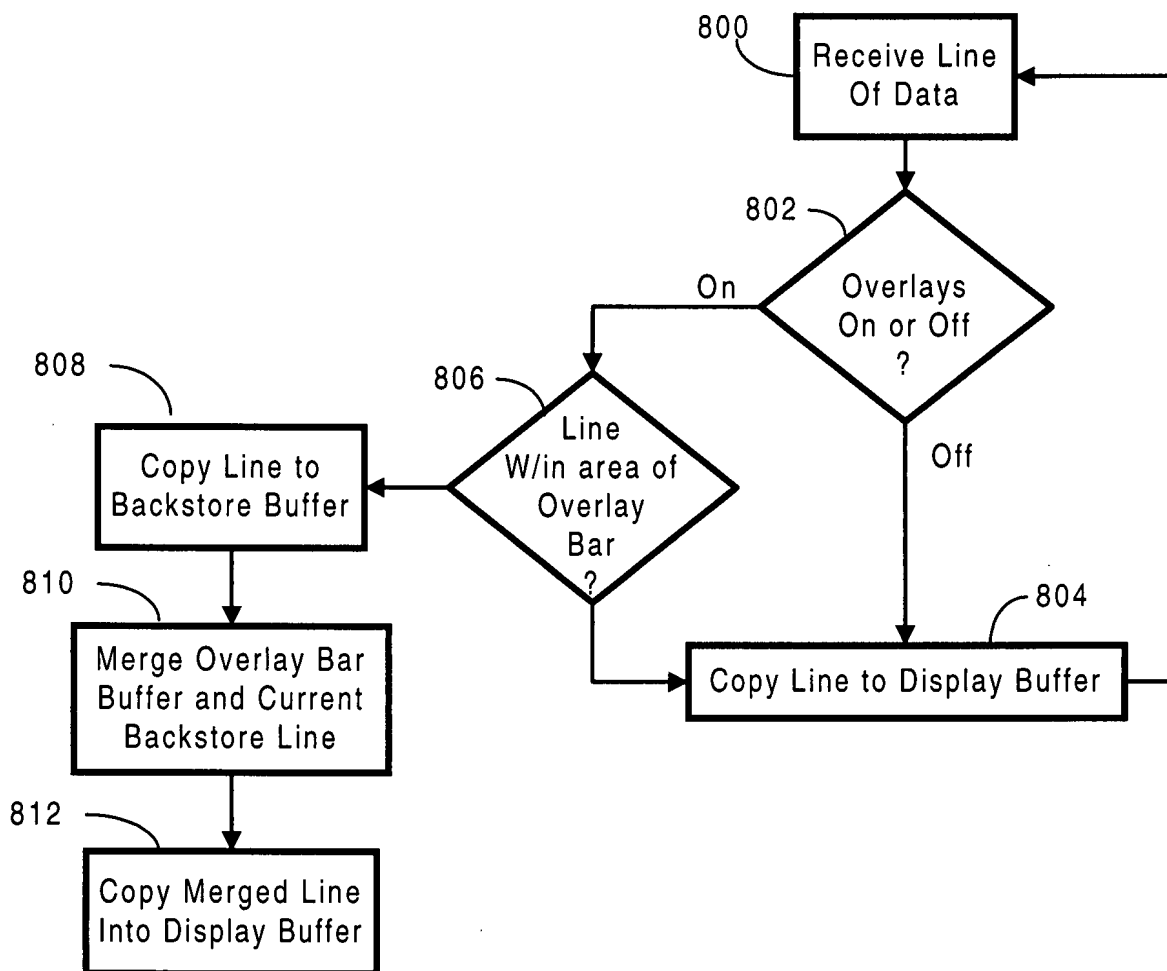 800
Receive Line
Of Data
802
Overlays
On or Off
?
On
Off
806
Line
W/in area of
Overlay
Bar
?
808
Copy Line to
Backstore Buffer
804
Copy Line to Display Buffer
810
Merge Overlay Bar
Buffer and Current
Backstore Line
812
Copy Merged Line
Into Display Buffer